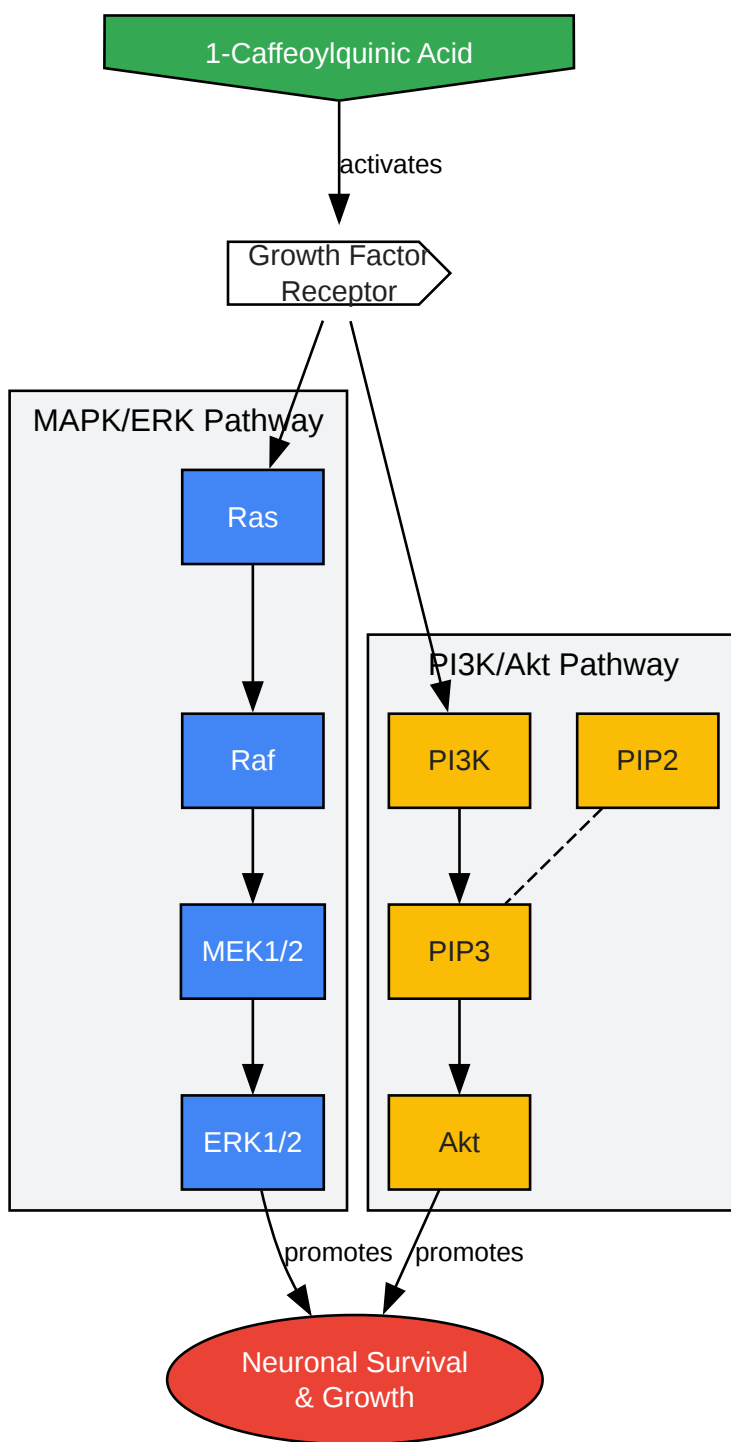 1-Caffeoylquinic Acid
activates
Growth Factor
Receptor
MAPK/ERK Pathway
Ras
PI3K/Akt Pathway
Raf
PI3K
PIP2
MEK1/2
PIP3
ERK1/2
Akt
promotes
promotes
Neuronal Survival
& Growth